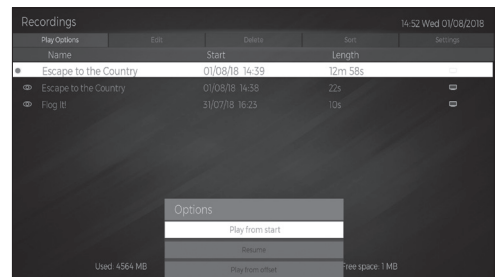 Recordings 14:52 Wed 01/08/2018
Play Options Edit Delete Sort Settings
Name Start Length
Escape to the Country 01/08/18 14:39 12m 58s
Escape to the Country 01/08/18 14:38 22s
Flog It! 31/07/18 16:23 10s
Options
Play from start
Resume
Used: 4564 MB Play from offset Free space: 1 MB